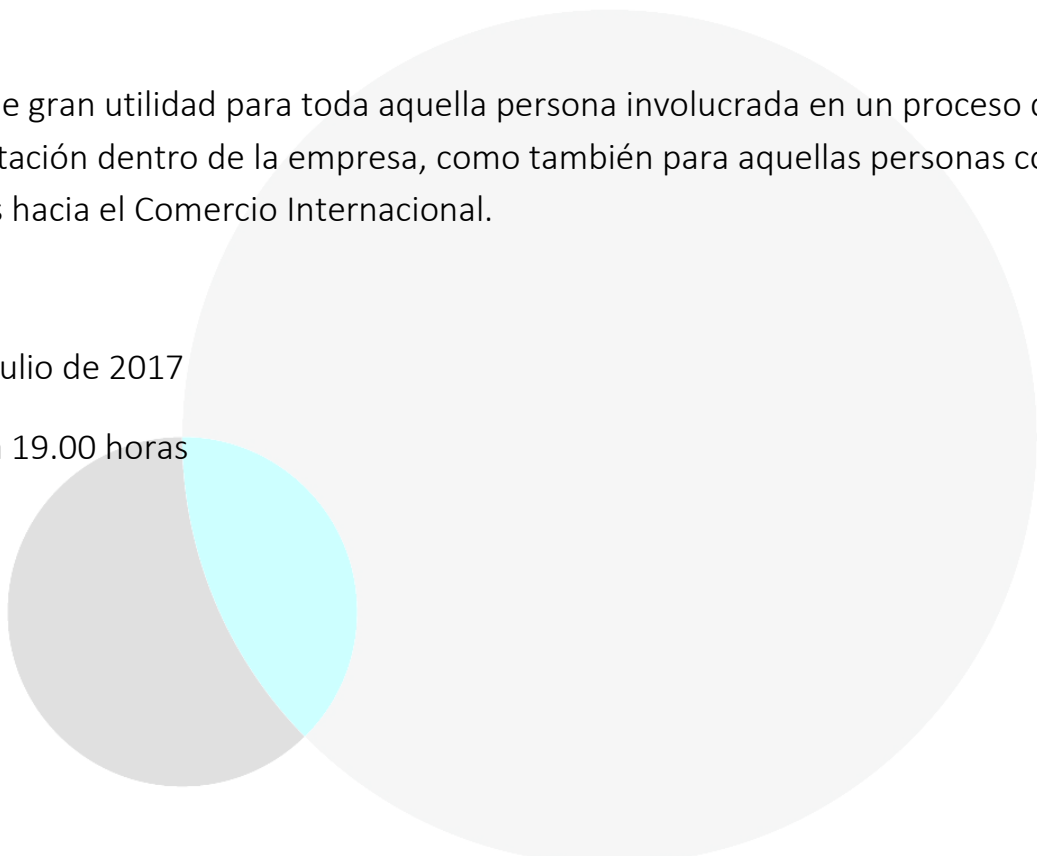 e gran utilidad para toda aquella persona involucrada en un proceso
tación dentro de la empresa, como también para aquellas personas
s hacia el Comercio Internacional.
ulio de 2017
19.00 horas